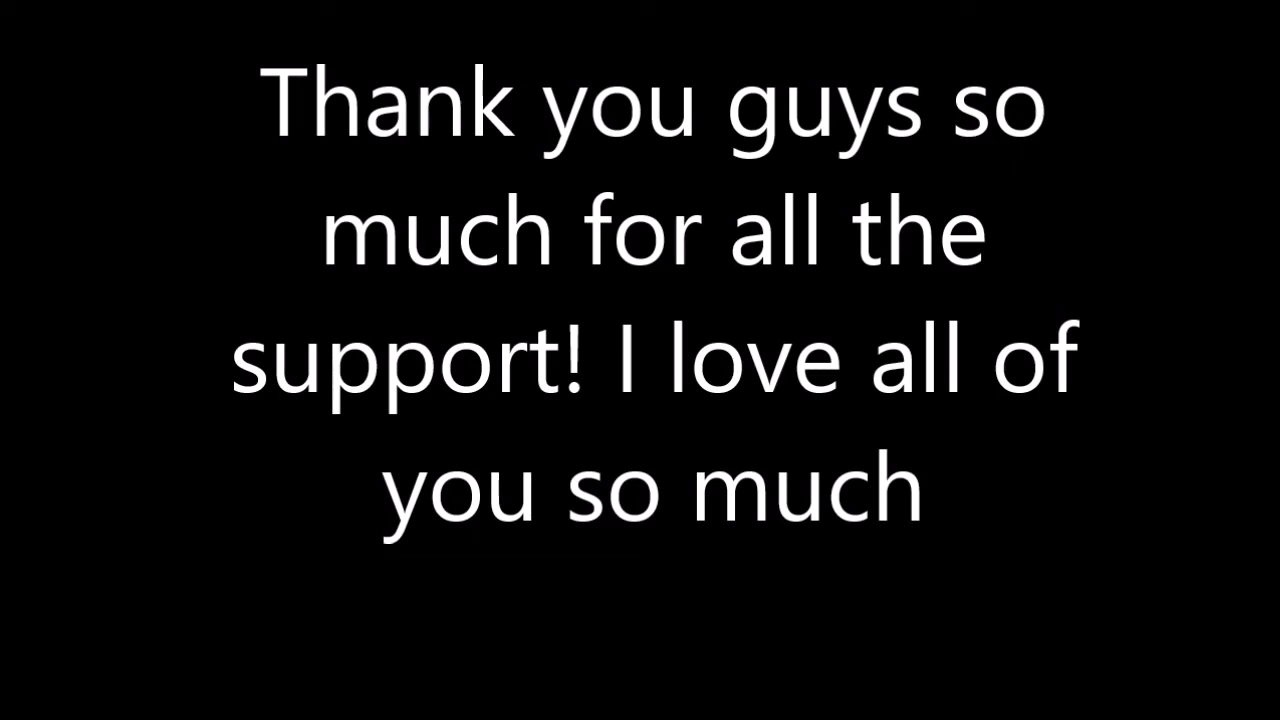 Thank you guys so
much for all the
support! I love all of
you so much